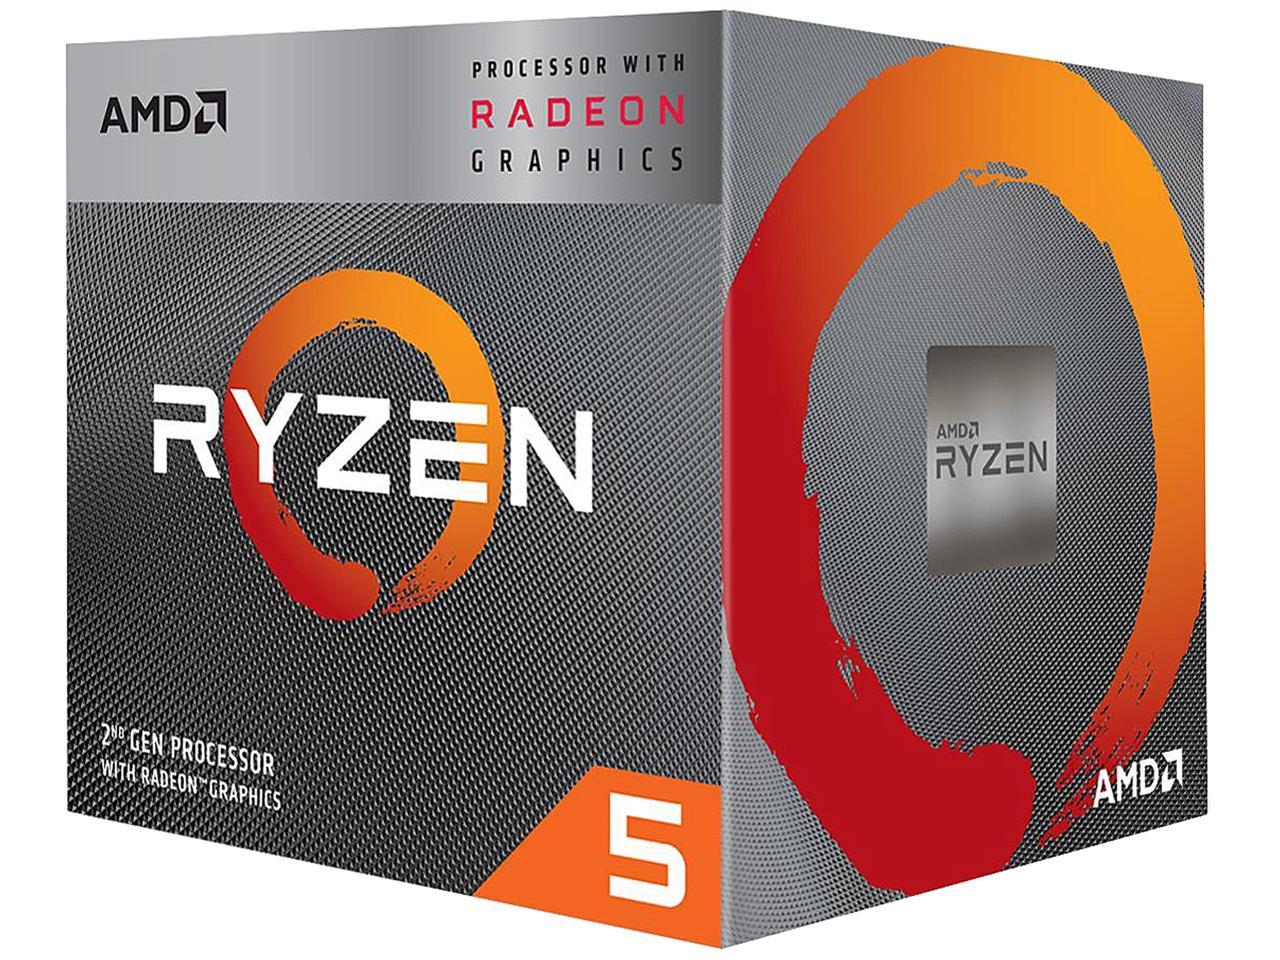 AMD
PROCESSOR WITH
RADEON
GRAPHICS
RYZEN
2ND GEN PROCESSOR
WITH RADEON™ GRAPHICS
5
AMD
RYZEN
AMD